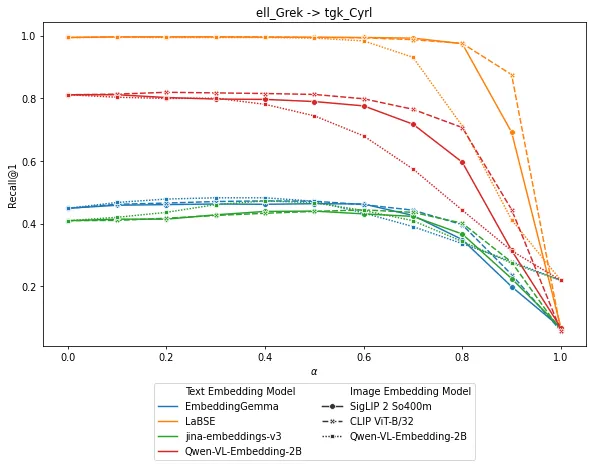 ell_Grek -> tgk_Cyrl
Recall@1
1.0
0.8
0.6
0.4
0.2
0.0 0.2 0.4 0.6 0.8 1.0
α
Text Embedding Model Image Embedding Model
EmbeddingGemma SigLIP 2 So400m
LaBSE CLIP ViT-B/32
jina-embeddings-v3 Qwen-VL-Embedding-2B
Qwen-VL-Embedding-2B